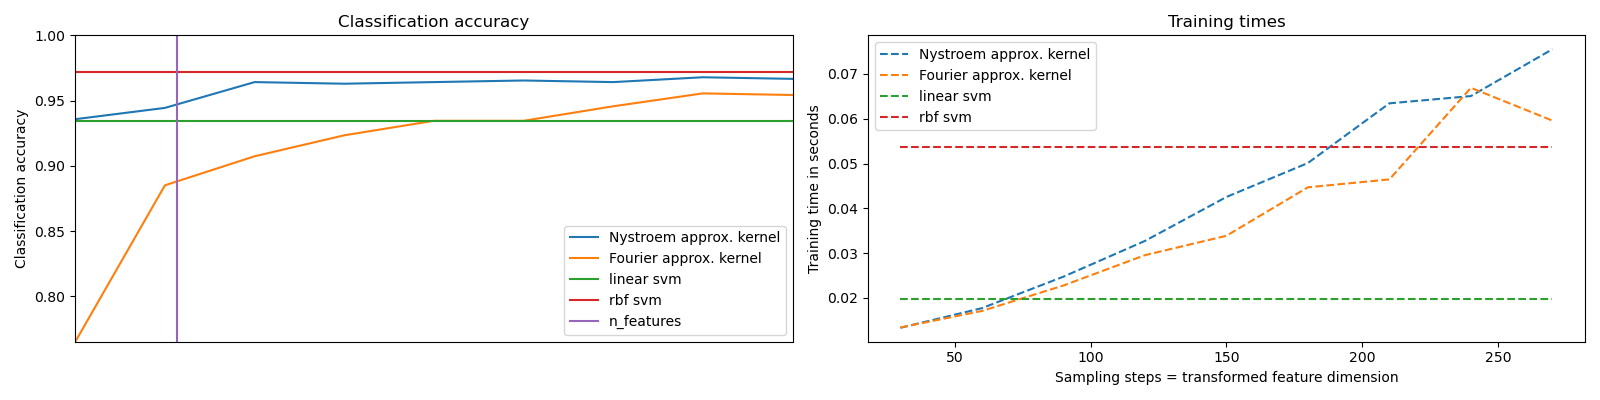 Classification accuracy
Classification accuracy
1.00
0.95
0.90
0.85
0.80
Nystroem approx. kernel
Fourier approx. kernel
linear svm
rbf svm
n_features
Training times
Training time in seconds
0.07
0.06
0.05
0.04
0.03
0.02
Nystroem approx. kernel
Fourier approx. kernel
linear svm
rbf svm
50 100 150 200 250
Sampling steps = transformed feature dimension